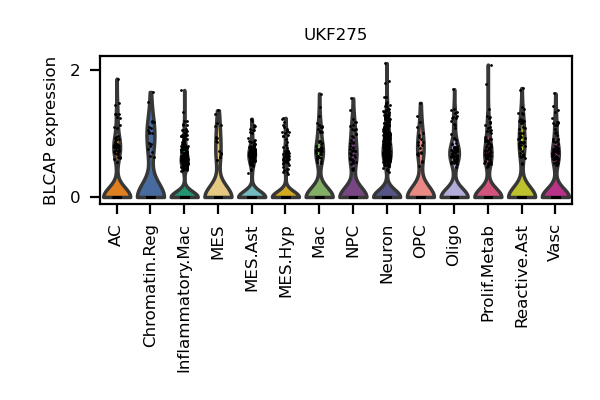 UKF275
BLCAP expression
2
0
AC
Chromatin.Reg
Inflammatory.Mac
MES
MES.Ast
MES.Hyp
Mac
NPC
Neuron
OPC
Oligo
Prolif.Metab
Reactive.Ast
Vasc